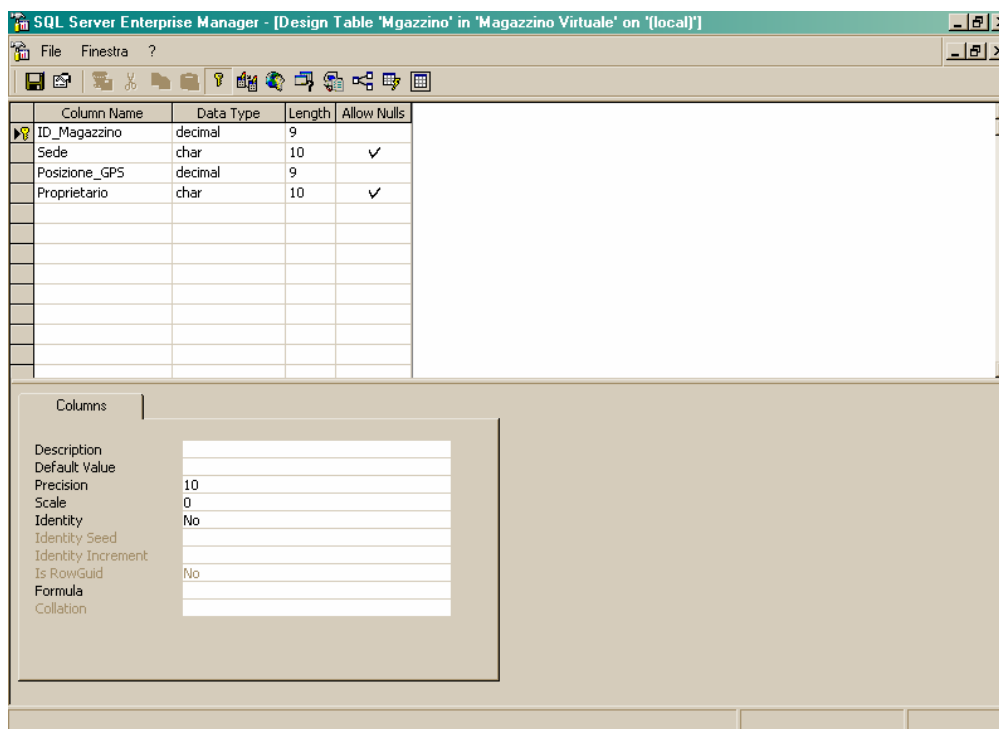 SQL Server Enterprise Manager - [Design Table 'Mgazzino' in 'Magazzino Virtuale' on '(local)']
File Finestra ?
Column Name Data Type Length Allow Nulls
ID_Magazzino decimal 9
Sede char 10
Posizione_GPS decimal 9
Proprietario char 10
Columns
Description
Default Value
Precision 10
Scale 0
Identity No
Identity Seed
Identity Increment
Is RowGuid No
Formula
Collation